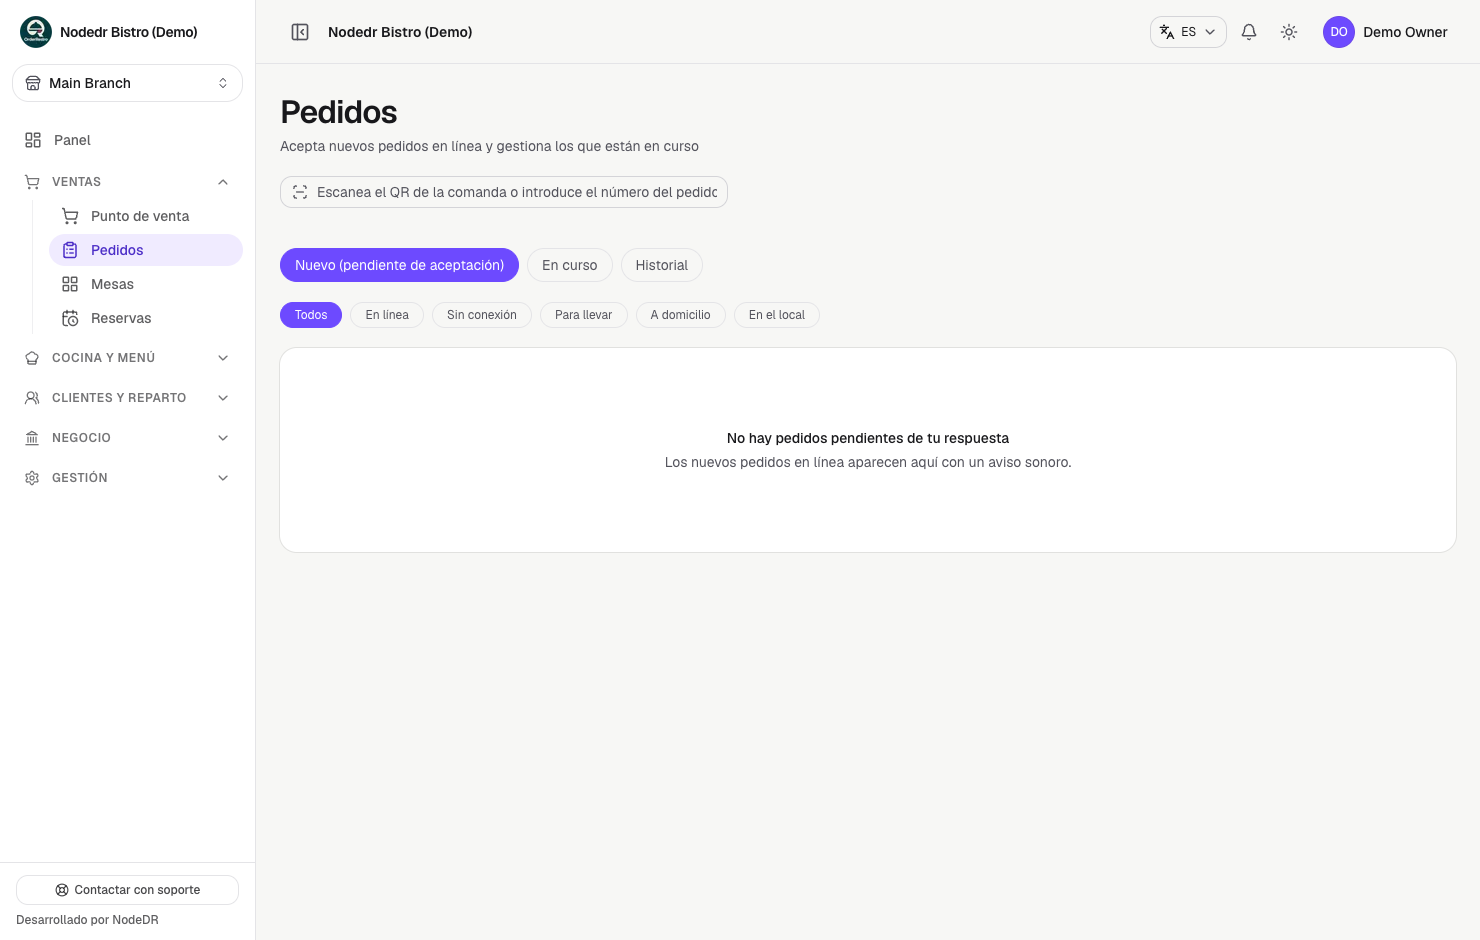 Nodedr Bistro (Demo)
Main Branch
Panel
VENTAS
Punto de venta
Pedidos
Mesas
Reservas
COCINA Y MENÚ
CLIENTES Y REPARTO
NEGOCIO
GESTIÓN
Contactar con soporte
Desarrollado por NodeDR
Nodedr Bistro (Demo)
ES
DO
Demo Owner
Pedidos
Acepta nuevos pedidos en línea y gestiona los que están en curso
Escanea el QR de la comanda o introduce el número del pedido
Nuevo (pendiente de aceptación)
En curso
Historial
Todos
En línea
Sin conexión
Para llevar
A domicilio
En el local
No hay pedidos pendientes de tu respuesta
Los nuevos pedidos en línea aparecen aquí con un aviso sonoro.